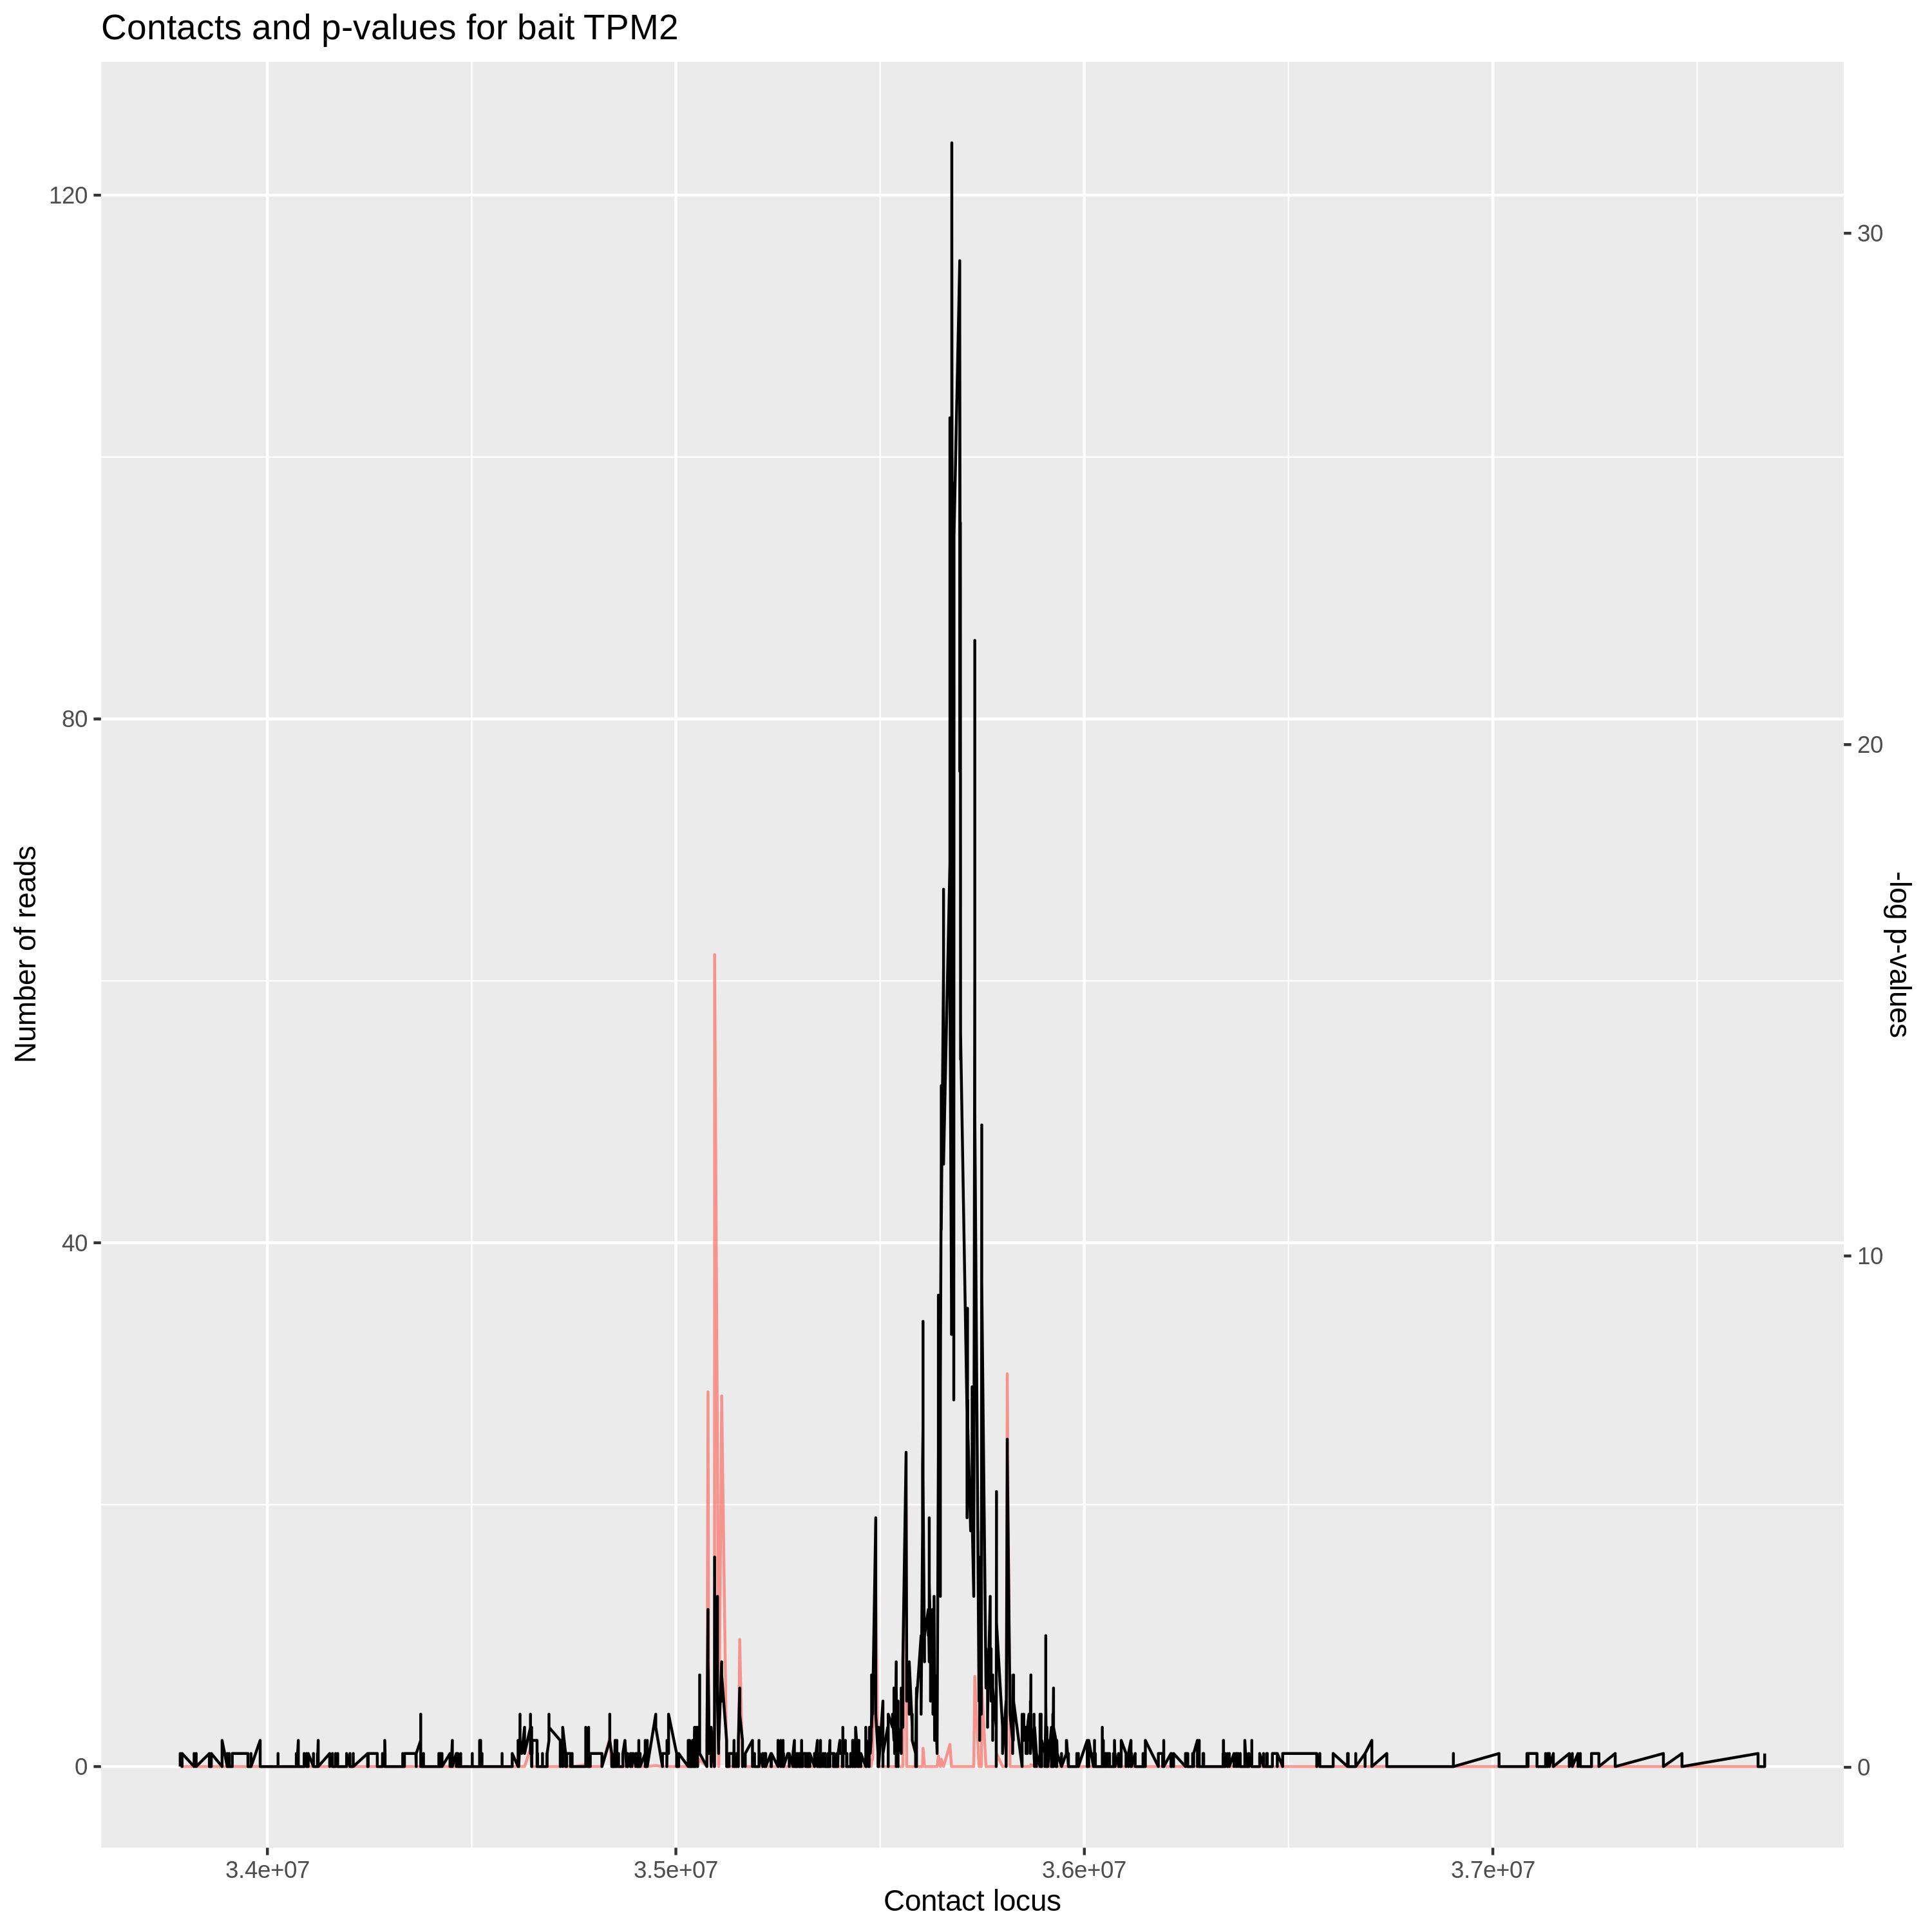 Contacts and p-values for bait TPM2
120
80
40
0
30
20
10
0
Number of reads
-log p-values
3.4e+07
3.5e+07
3.6e+07
3.7e+07
Contact locus